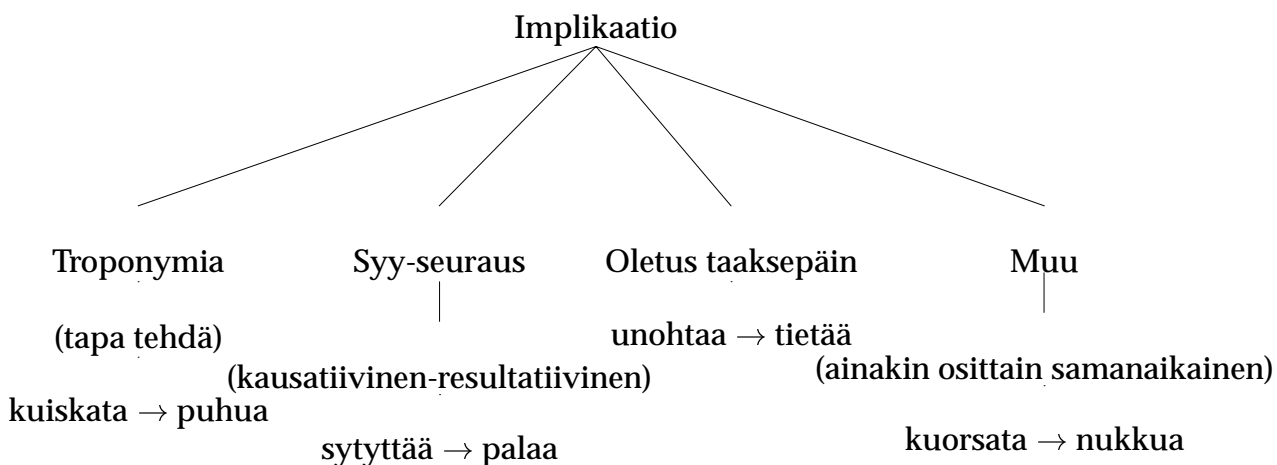 Implikaatio
Troponymia
Syy-seuraus
Oletus taaksepäin
Muu
(tapa tehdä)
unohtaa → tietää
(kausatiivinen-resultatiivinen)
(ainakin osittain samanaikainen)
kuiskata → puhua
sytyttää → palaa
kuorsata → nukkua